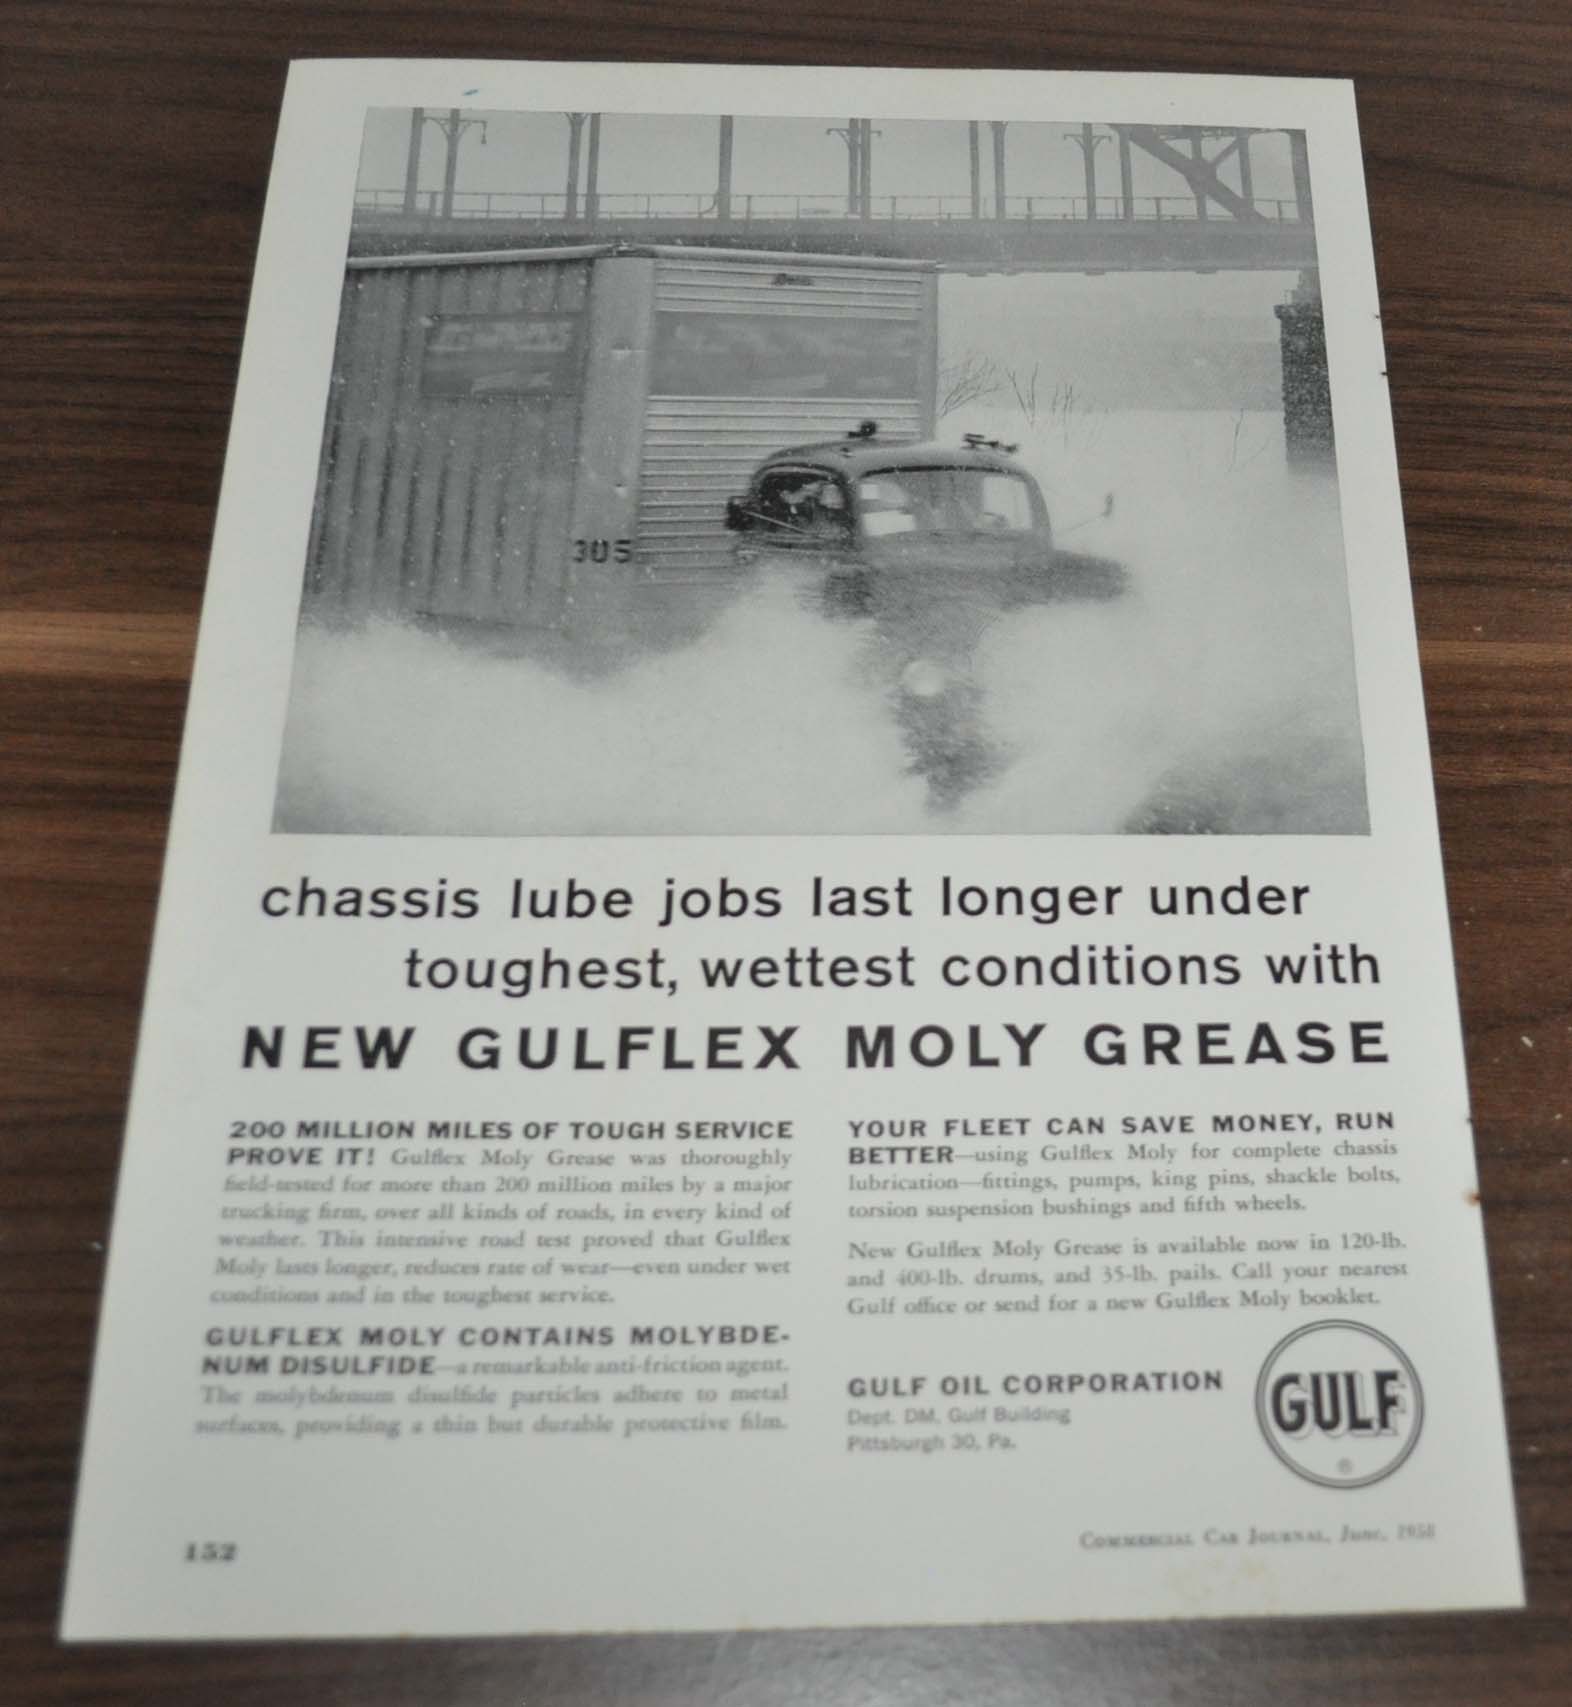 305
chassis lube jobs last longer under
toughest, wettest conditions with
NEW GULFLEX MOLY GREASE
200 MILLION MILES OF TOUGH SERVICE
PROVE IT! Gulflex Moly Grease was thoroughly
field-tested for more than 200 million miles by a major
trucking firm, over all kinds of roads, in every kind of
weather. This intensive road test proved that Gulflex
Moly lasts longer, reduces rate of wear—even under wet
conditions and in the toughest service.
GULFLEX MOLY CONTAINS MOLYBDE-
NUM DISULFIDE—a remarkable anti-friction agent.
The molybdenum disulfide particles adhere to metal
surfaces, providing a thin but durable protective film.
YOUR FLEET CAN SAVE MONEY, RUN
BETTER—using Gulflex Moly for complete chassis
lubrication—fittings, pumps, king pins, shackle bolts,
torsion suspension bushings and fifth wheels.
New Gulflex Moly Grease is available now in 120-lb.
and 400-lb. drums, and 35-lb. pails. Call your nearest
Gulf office or send for a new Gulflex Moly booklet.
GULF OIL CORPORATION
Dept. DM, Gulf Building
Pittsburgh 30, Pa.
GULF
®
152
COMMERCIAL CAR JOURNAL, June, 1958